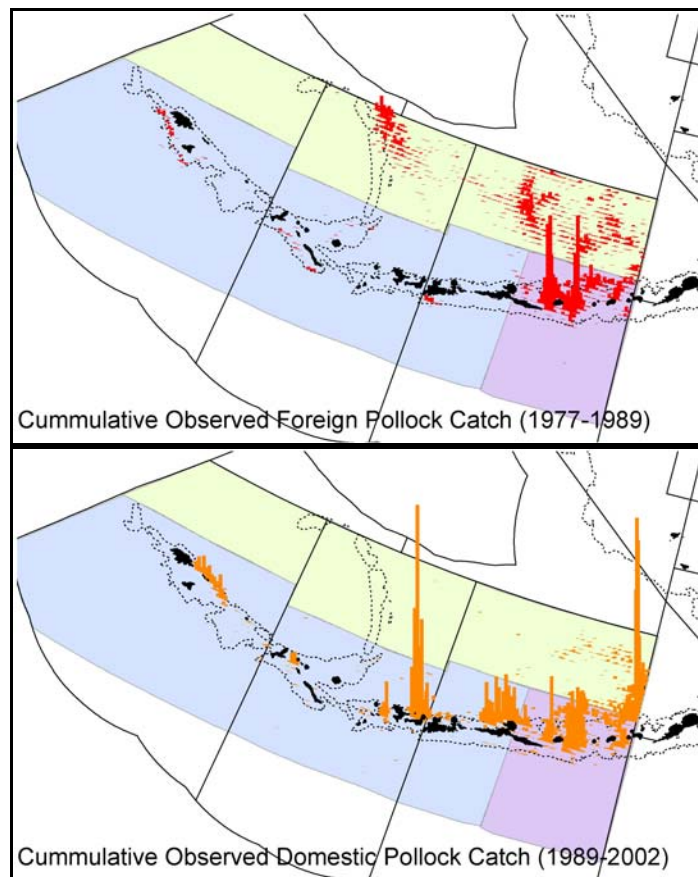 Cummulative Observed Foreign Pollock Catch (1977-1989)
Cummulative Observed Domestic Pollock Catch (1989-2002)